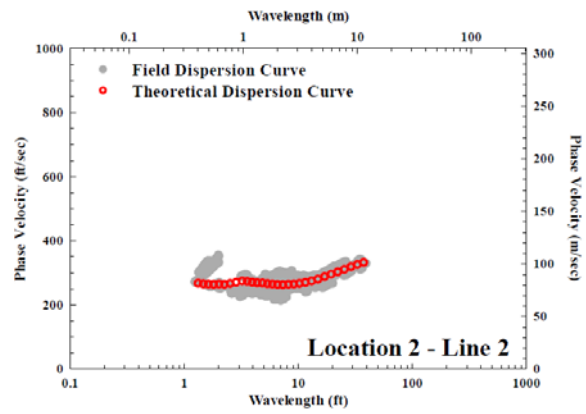 Wavelength (m)
0.1 1 10 100
1000
800
600
400
200
0
Phase Velocity (ft/sec)
Field Dispersion Curve
Theoretical Dispersion Curve
300
250
200
150
100
50
0
Phase Velocity (m/sec)
Location 2 - Line 2
0.1 1 10 100 1000
Wavelength (ft)